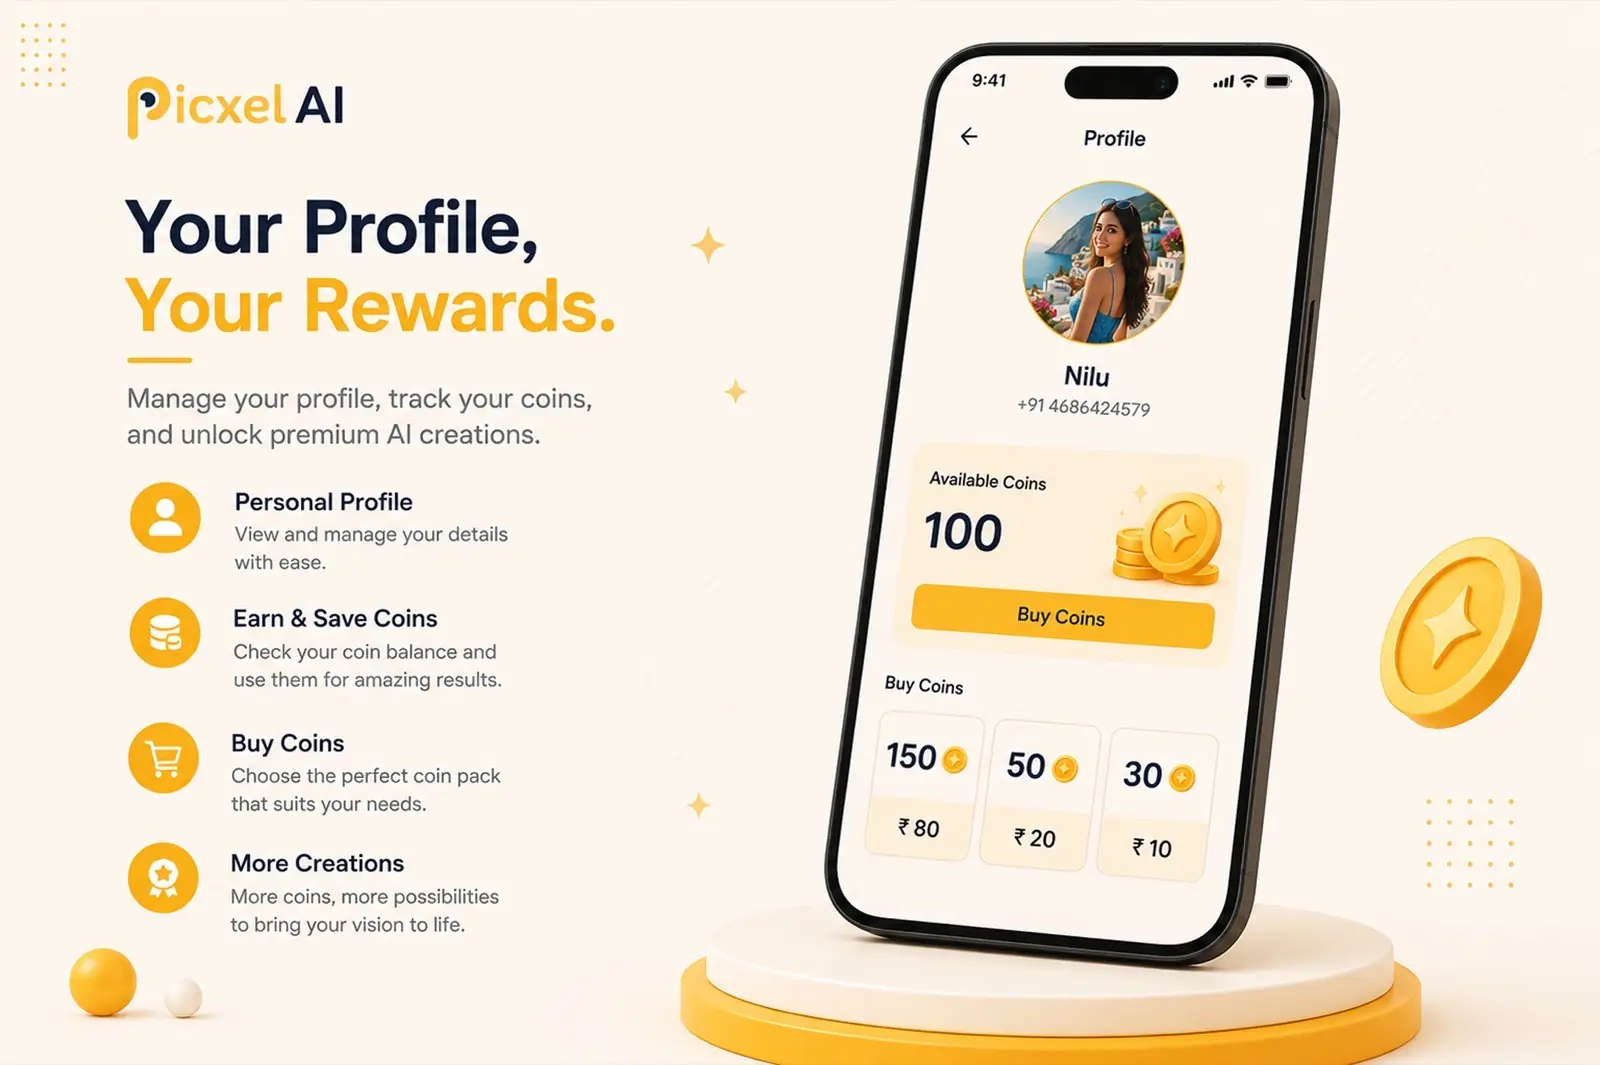 Picxel AI
Your Profile,
Your Rewards.
Manage your profile, track your coins,
and unlock premium AI creations.
Personal Profile
View and manage your details
with ease.
Earn & Save Coins
Check your coin balance and
use them for amazing results.
Buy Coins
Choose the perfect coin pack
that suits your needs.
More Creations
More coins, more possibilities
to bring your vision to life.
9:41
Profile
Nilu
+91 4686424579
Available Coins
100
Buy Coins
Buy Coins
150
50
30
₹ 80
₹ 20
₹ 10